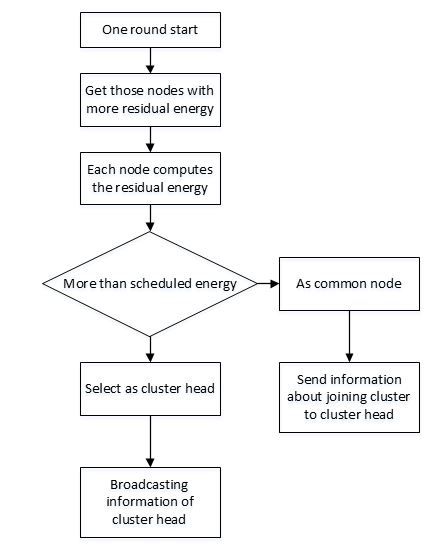 One round start
Get those nodes with
more residual energy
Each node computes
the residual energy
More than scheduled energy
As common node
Select as cluster head
Send information
about joining cluster
to cluster head
Broadcasting
information of
cluster head